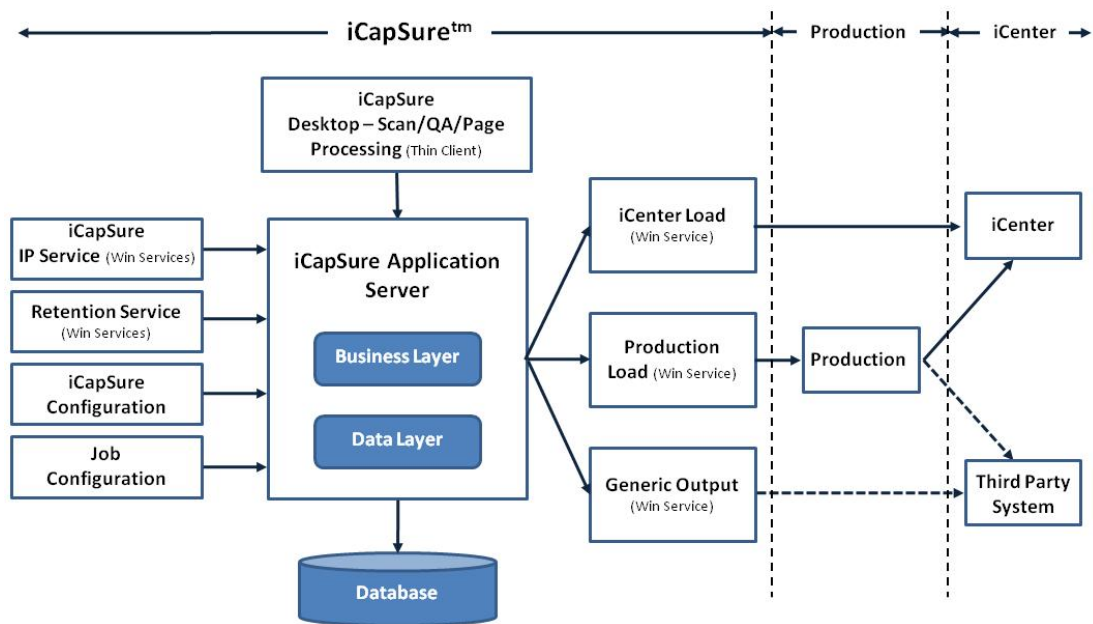 iCapSureᵗᵐ
Production
iCenter
iCapSure
Desktop – Scan/QA/Page
Processing (Thin Client)
iCapSure
IP Service (Win Services)
Retention Service
(Win Services)
iCapSure
Configuration
Job
Configuration
iCapSure Application
Server
Business Layer
Data Layer
Database
iCenter Load
(Win Service)
Production
Load (Win Service)
Generic Output
(Win Service)
Production
iCenter
Third Party
System